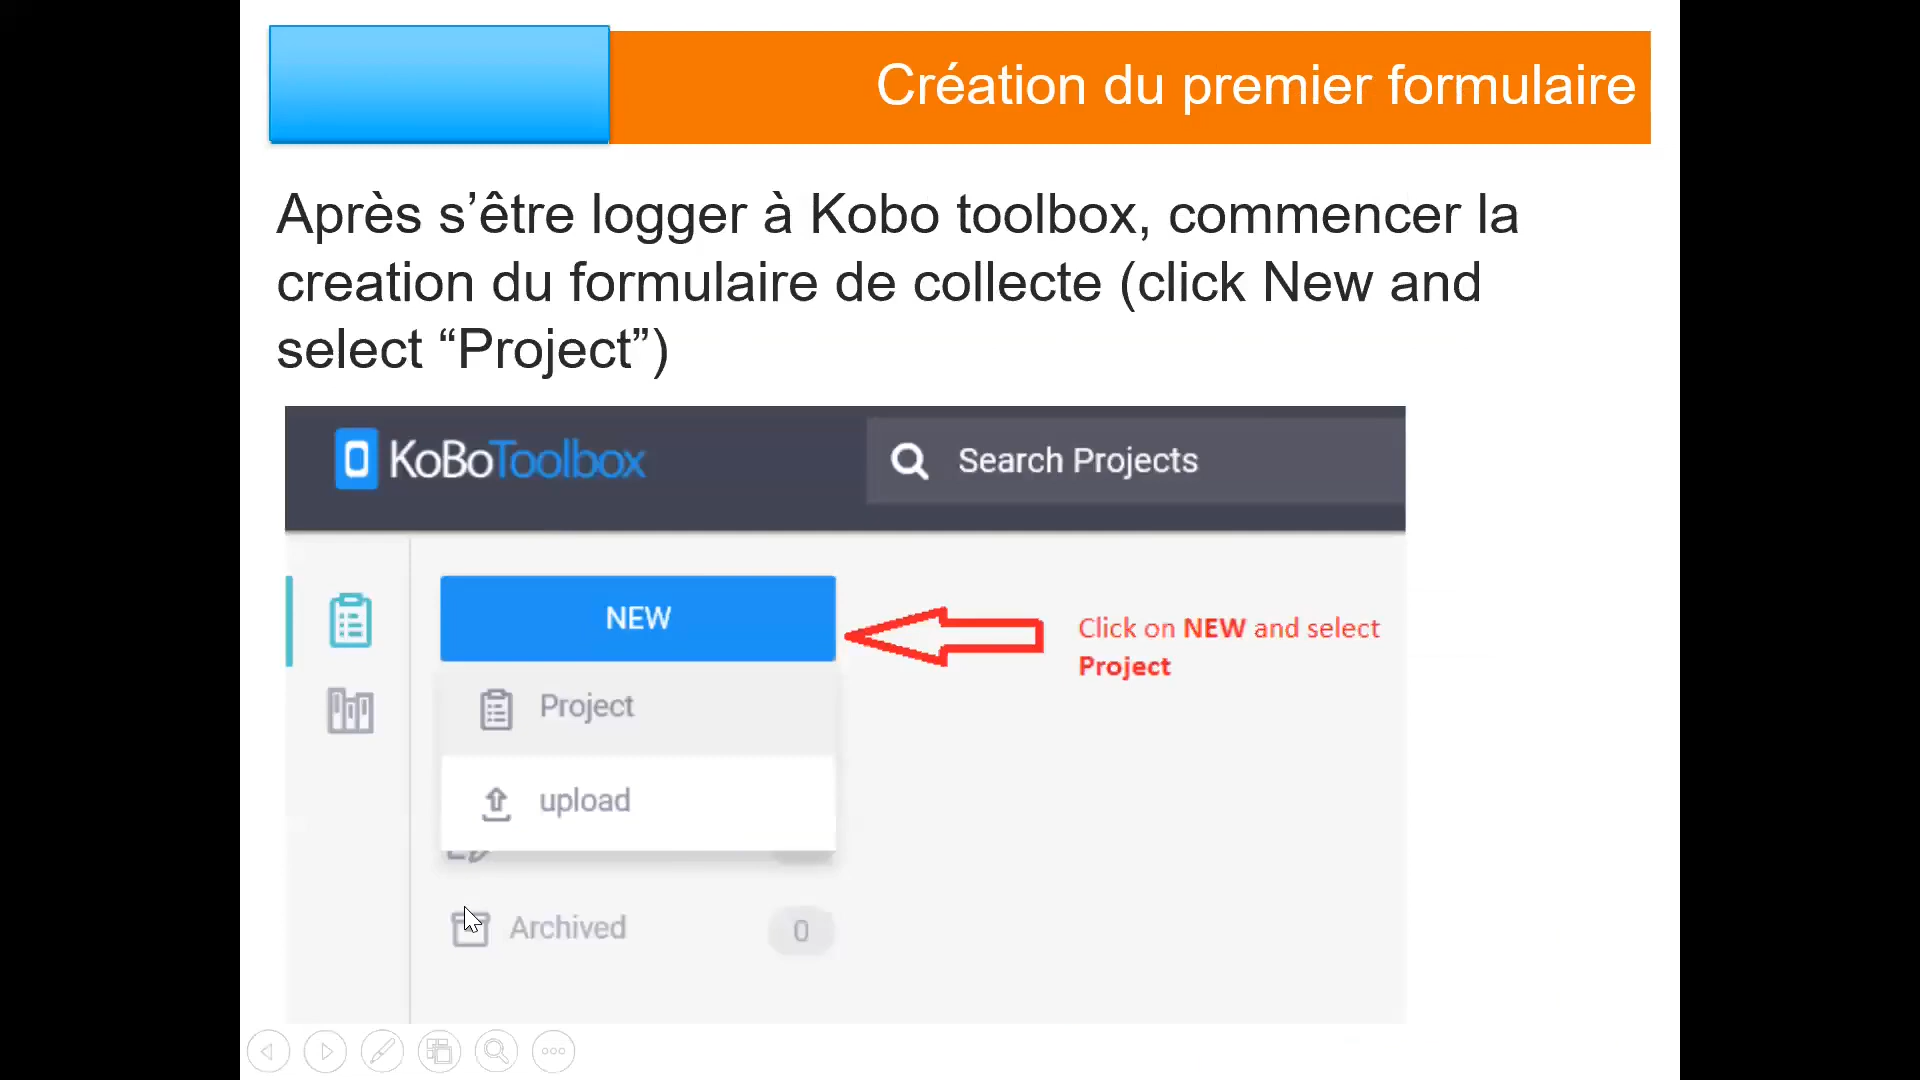 Création du premier formulaire
Après s’être logger à Kobo toolbox, commencer la
creation du formulaire de collecte (click New and
select “Project”)
KoBoToolbox
Search Projects
NEW
Click on NEW and select
Project
Project
upload
Archived
0